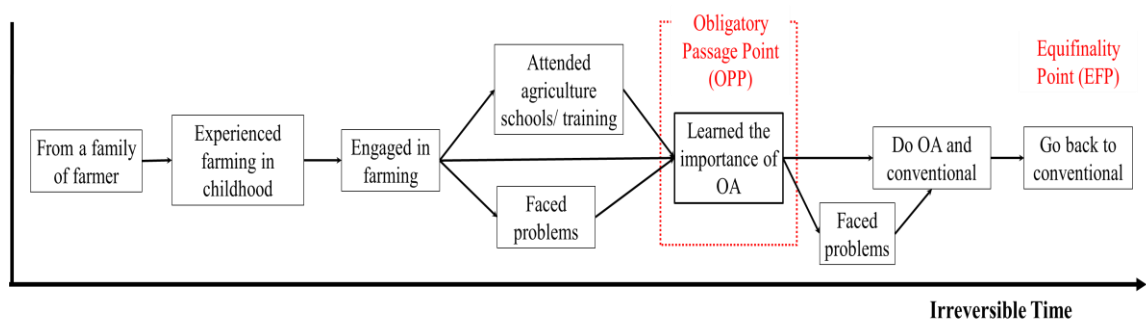 From a family
of farmer
Experienced
farming in
childhood
Engaged in
farming
Attended
agriculture
schools/ training
Faced
problems
Obligatory
Passage Point
(OPP)
Learned the
importance of
OA
Faced
problems
Do OA and
conventional
Equifinality
Point (EFP)
Go back to
conventional
Irreversible Time